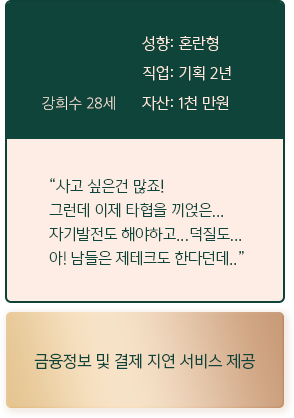 성향: 혼란형
직업: 기획 2년
강희수 28세
자산: 1천 만원
“사고 싶은건 많죠!
그런데 이제 타협을 끼얹은...
자기발전도 해야하고...덕질도...
아! 남들은 제테크도 한다던데..”
금융정보 및 결제 지연 서비스 제공